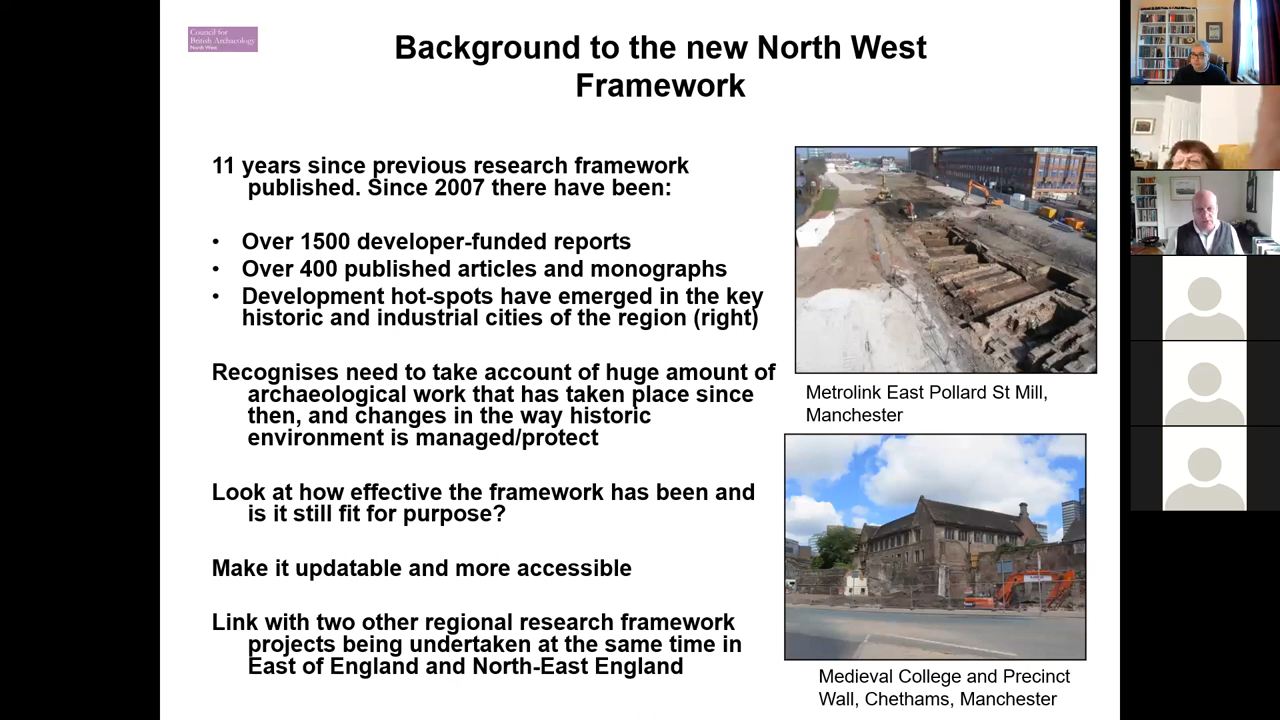 Council for
British Archaeology
North West
Background to the new North West
Framework
11 years since previous research framework
published. Since 2007 there have been:
• Over 1500 developer-funded reports
• Over 400 published articles and monographs
• Development hot-spots have emerged in the key
historic and industrial cities of the region (right)
Recognises need to take account of huge amount of
archaeological work that has taken place since
then, and changes in the way historic
environment is managed/protect
Look at how effective the framework has been and
is it still fit for purpose?
Make it updatable and more accessible
Link with two other regional research framework
projects being undertaken at the same time in
East of England and North-East England
Metrolink East Pollard St Mill,
Manchester
Medieval College and Precinct
Wall, Chethams, Manchester